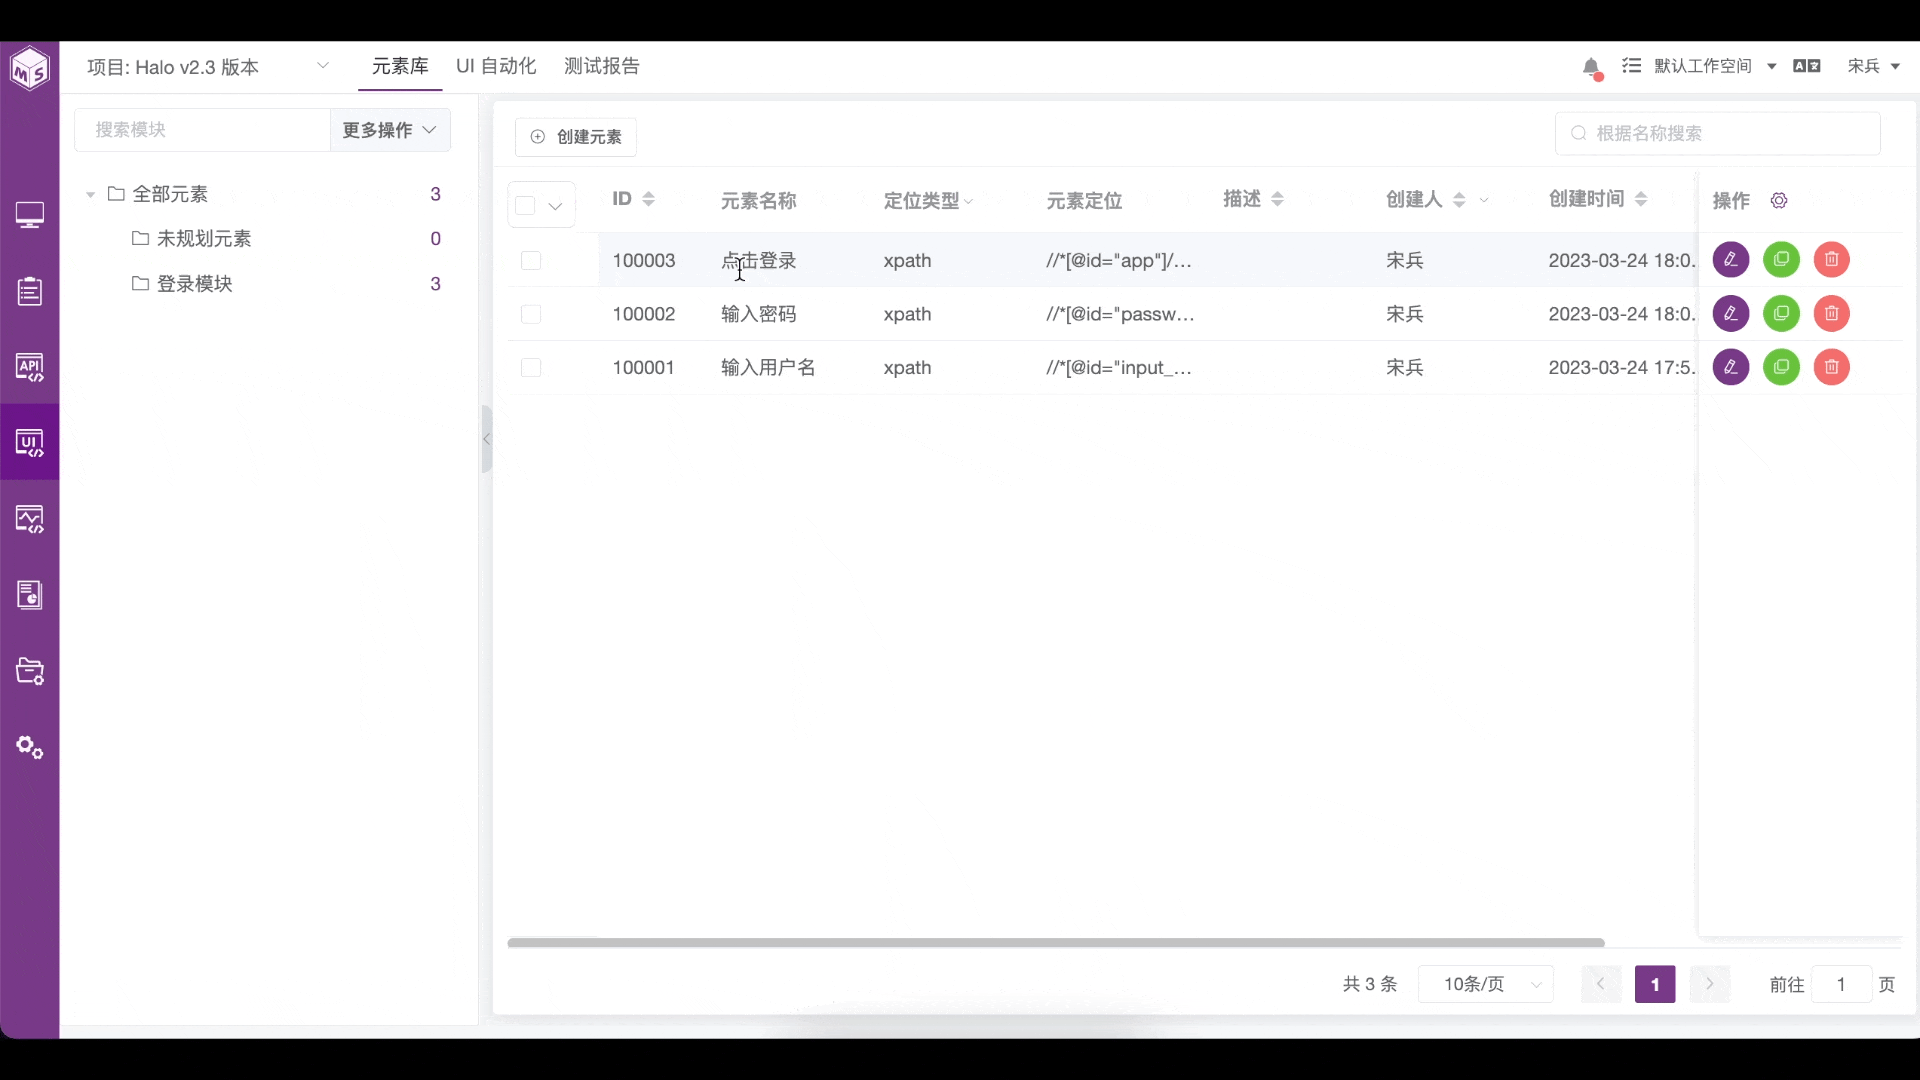 MS
项目: Halo v2.3 版本
元素库
UI 自动化
测试报告
默认工作空间
宋兵
搜索模块
更多操作
创建元素
根据名称搜索
全部元素 3
未规划元素 0
登录模块 3
API
UI
ID 元素名称 定位类型 元素定位 描述 创建人 创建时间 操作
100003 点击登录 xpath //*[@id="app"]/... 宋兵 2023-03-24 18:0.
100002 输入密码 xpath //*[@id="passw... 宋兵 2023-03-24 18:0.
100001 输入用户名 xpath //*[@id="input_... 宋兵 2023-03-24 17:5.
共 3 条
10条/页
1
前往 1 页